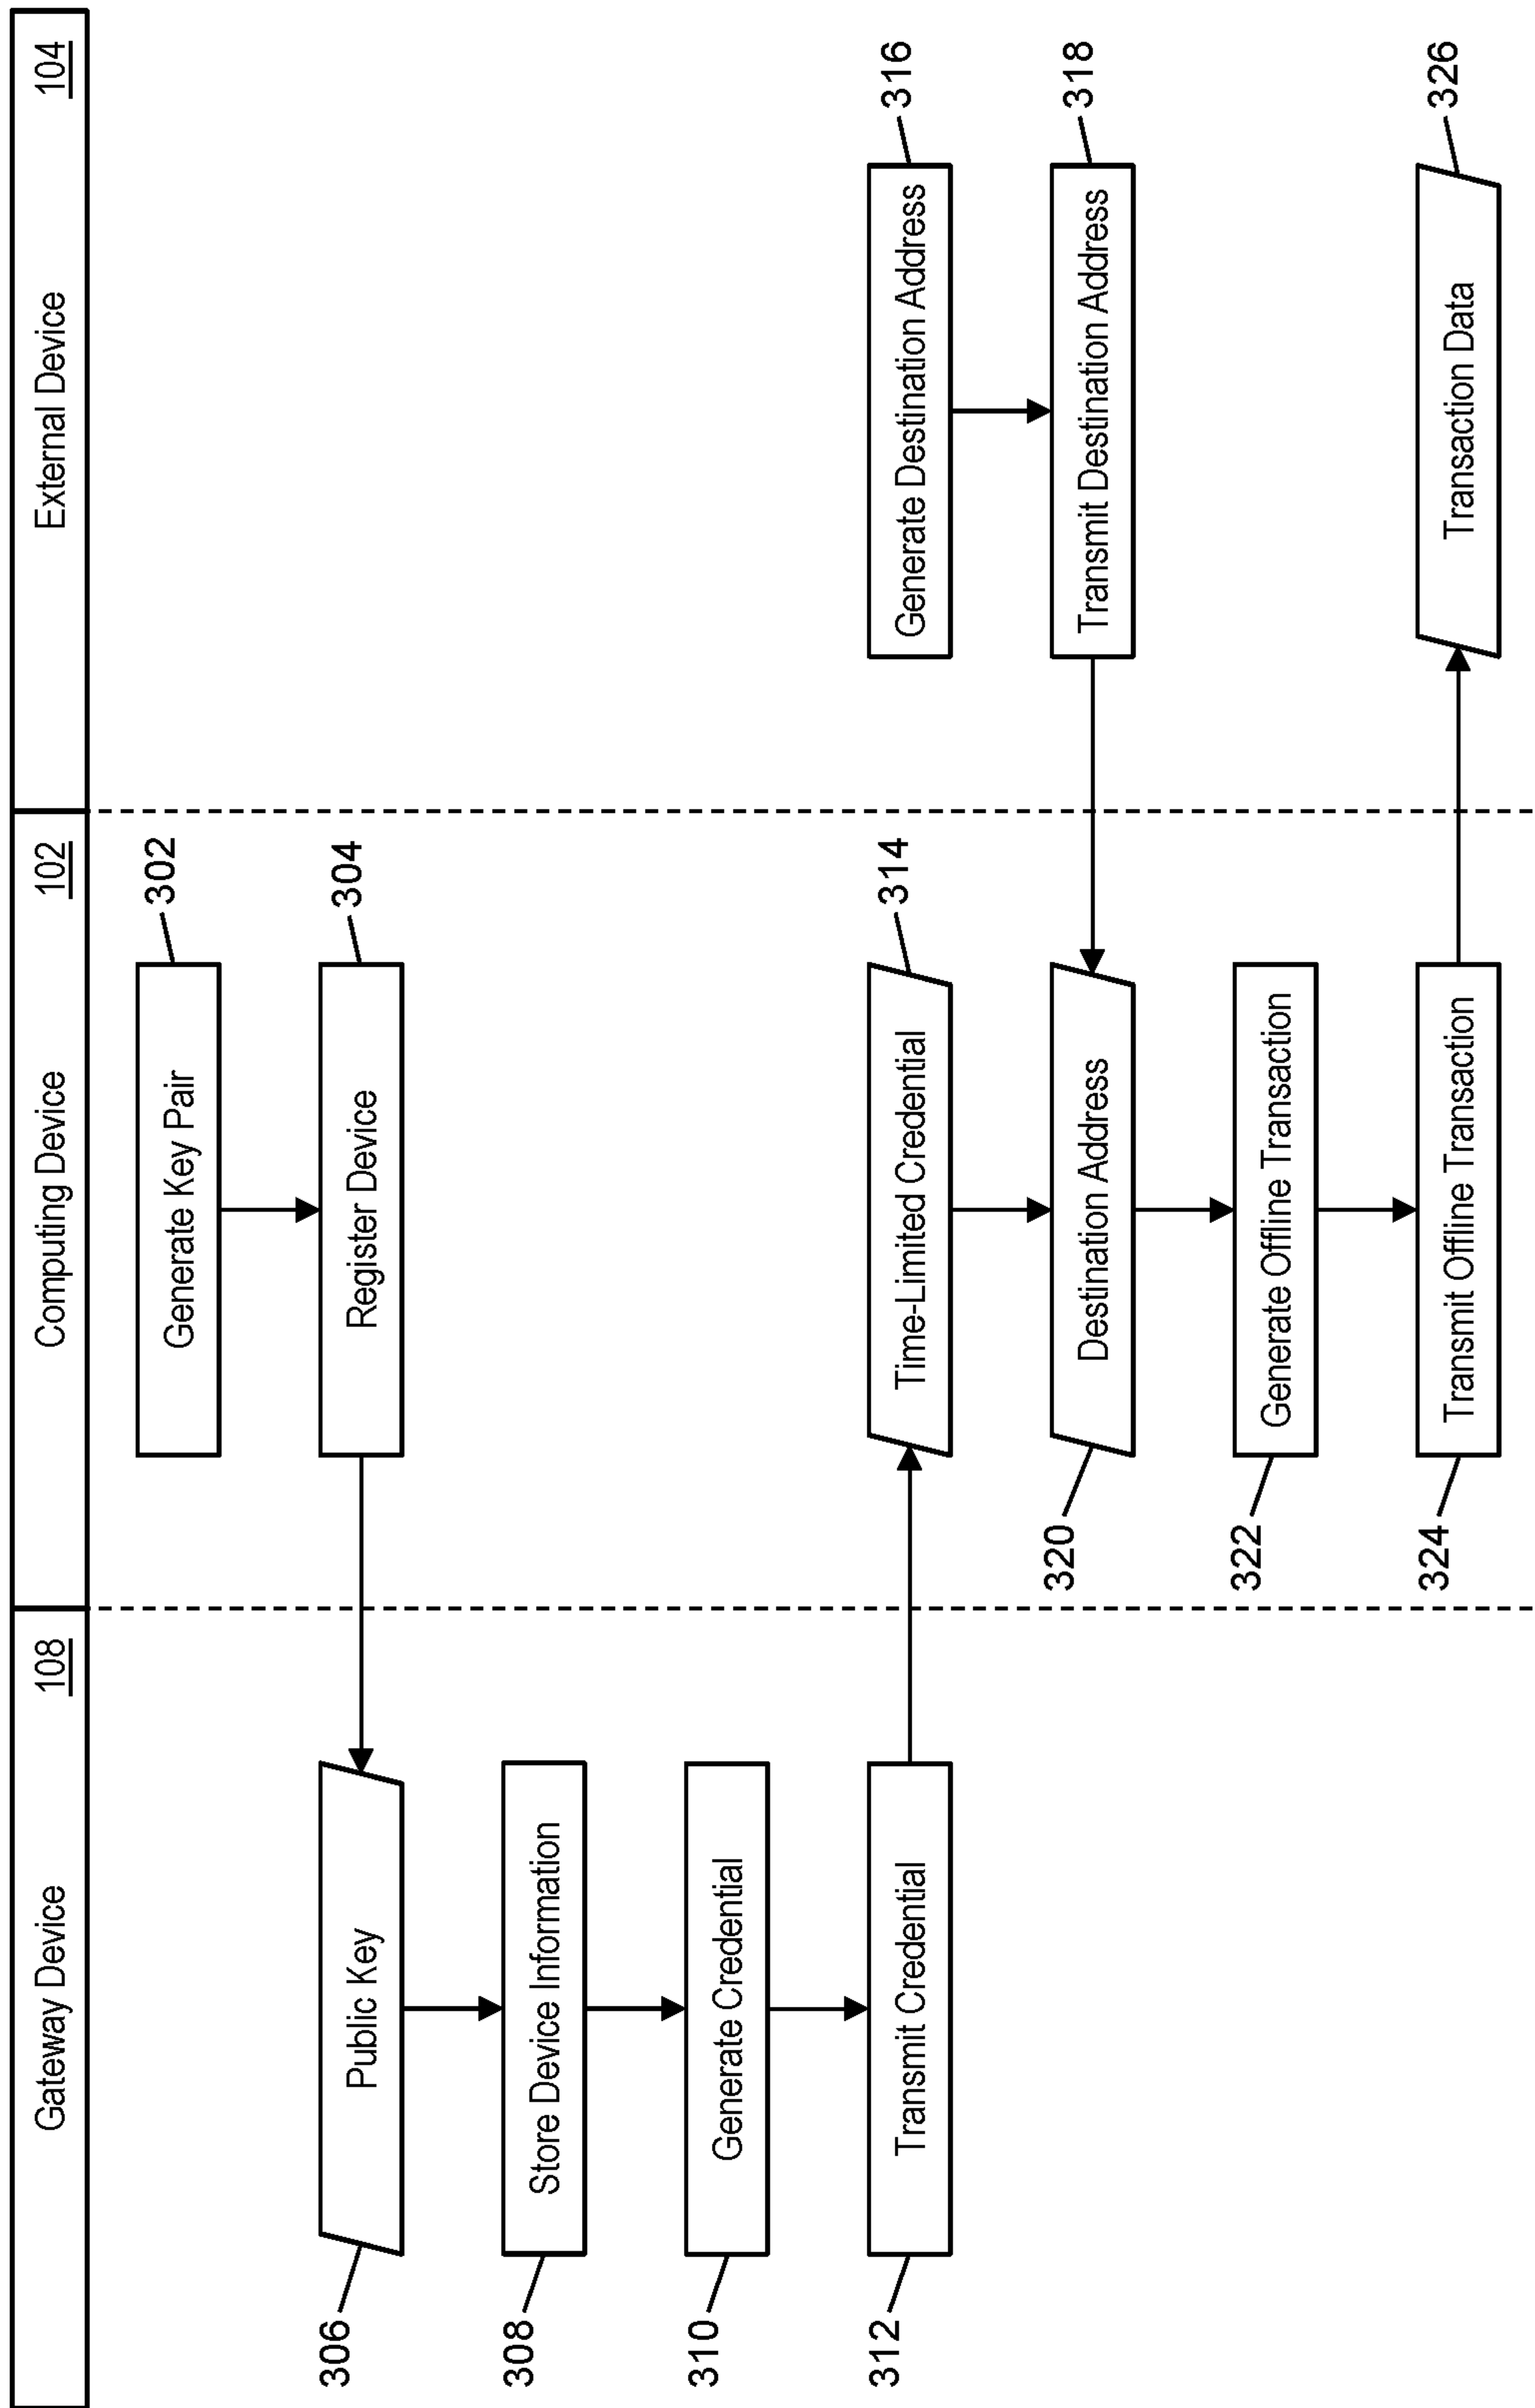 Gateway Device 108
Computing Device 102
External Device 104
Generate Key Pair
302
Register Device
304
Public Key
306
Store Device Information
308
Generate Credential
310
Transmit Credential
312
Time-Limited Credential
314
Generate Destination Address
316
Transmit Destination Address
318
Destination Address
320
Generate Offline Transaction
322
Transmit Offline Transaction
324
Transaction Data
326